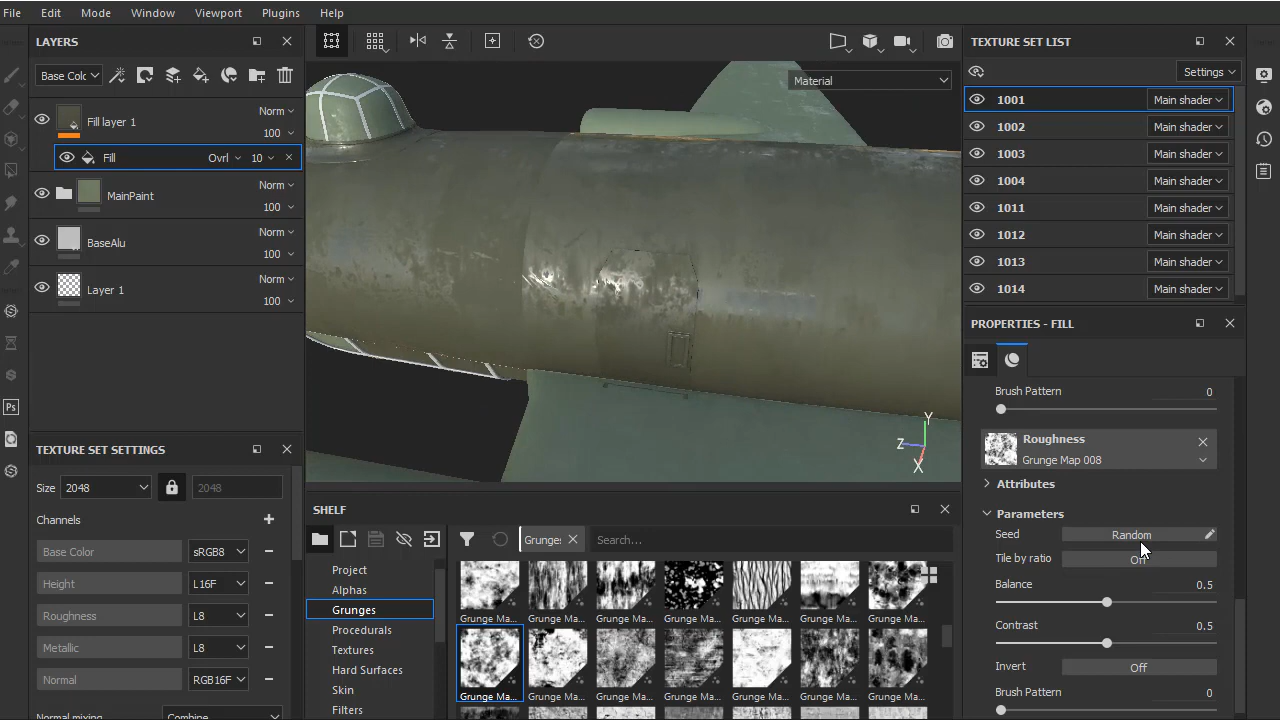 File Edit Mode Window Viewport Plugins Help
LAYERS
Base Colc
Fill layer 1 Norm
100
Fill Ovrl 10
MainPaint Norm
100
BaseAlu Norm
100
Layer 1 Norm
100
TEXTURE SET SETTINGS
Size 2048 2048
Channels
Base Color sRGB8
Height L16F
Roughness L8
Metallic L8
Normal RGB16F
Normal mixing Combine
Ps
Material
Y
Z
X
SHELF
Grunge: Search...
Project
Alphas
Grunges
Procedurals
Textures
Hard Surfaces
Skin
Filters
Grunge Ma... Grunge Ma... Grunge Ma... Grunge Ma... Grunge Ma... Grunge Ma... Grunge Ma...
Grunge Ma... Grunge Ma... Grunge Ma... Grunge Ma... Grunge Ma... Grunge Ma... Grunge Ma...
TEXTURE SET LIST
Settings
1001 Main shader
1002 Main shader
1003 Main shader
1004 Main shader
1011 Main shader
1012 Main shader
1013 Main shader
1014 Main shader
PROPERTIES - FILL
Brush Pattern 0
Roughness
Grunge Map 008
Attributes
Parameters
Seed Random
Tile by ratio Off
Balance 0.5
Contrast 0.5
Invert Off
Brush Pattern 0